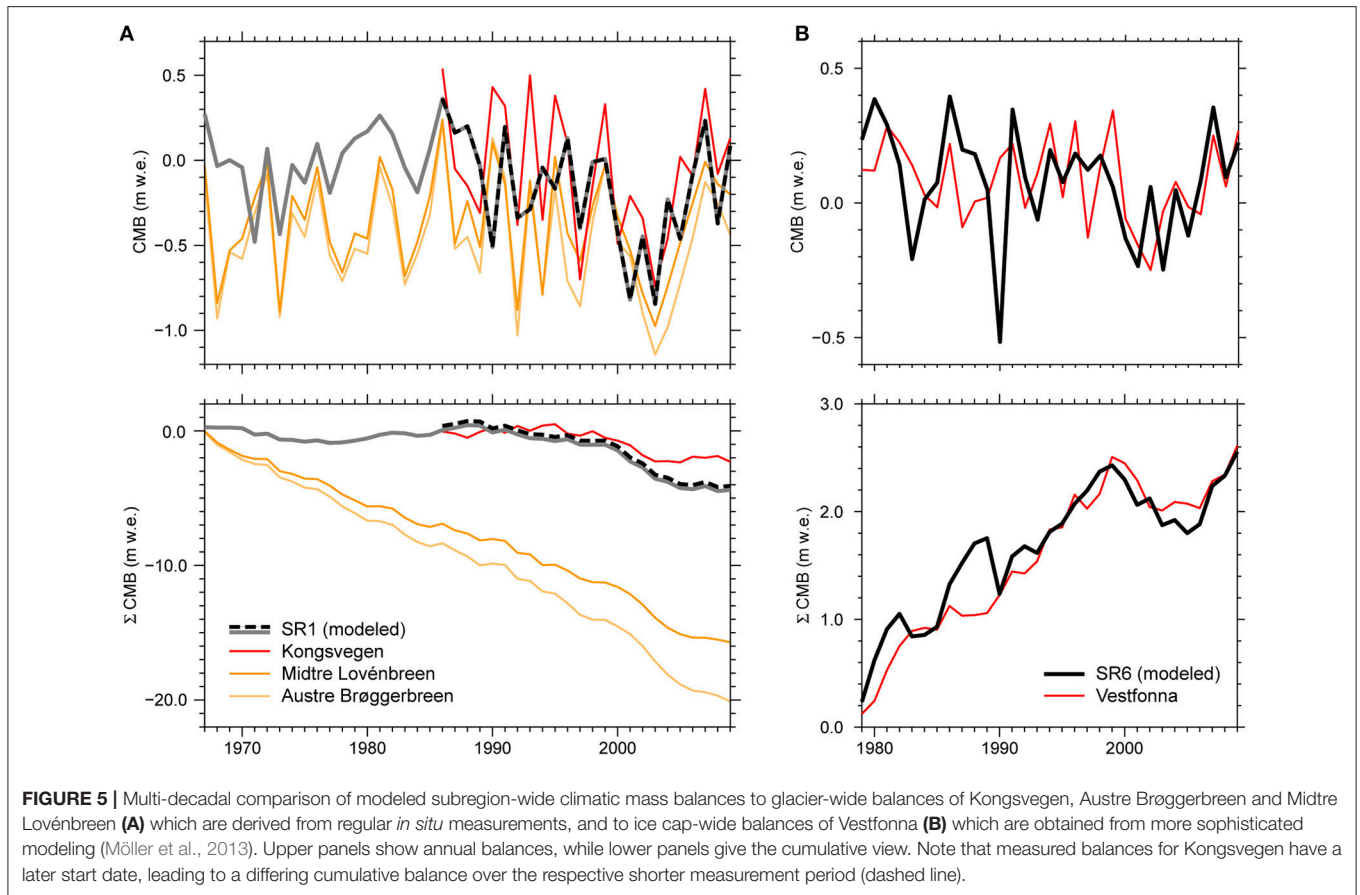 A
B
CMB (m w.e.)
0.5
0.0
−0.5
−1.0
CMB (m w.e.)
0.5
0.0
−0.5
Σ CMB (m w.e.)
0.0
−10.0
−20.0
SR1 (modeled)
Kongsvegen
Midtre Lovénbreen
Austre Brøggerbreen
1970 1980 1990 2000
Σ CMB (m w.e.)
3.0
2.0
1.0
0.0
SR6 (modeled)
Vestfonna
1980 1990 2000
FIGURE 5 | Multi-decadal comparison of modeled subregion-wide climatic mass balances to glacier-wide balances of Kongsvegen, Austre Brøggerbreen and Midtre
Lovénbreen (A) which are derived from regular in situ measurements, and to ice cap-wide balances of Vestfonna (B) which are obtained from more sophisticated
modeling (Möller et al., 2013). Upper panels show annual balances, while lower panels give the cumulative view. Note that measured balances for Kongsvegen have a
later start date, leading to a differing cumulative balance over the respective shorter measurement period (dashed line).